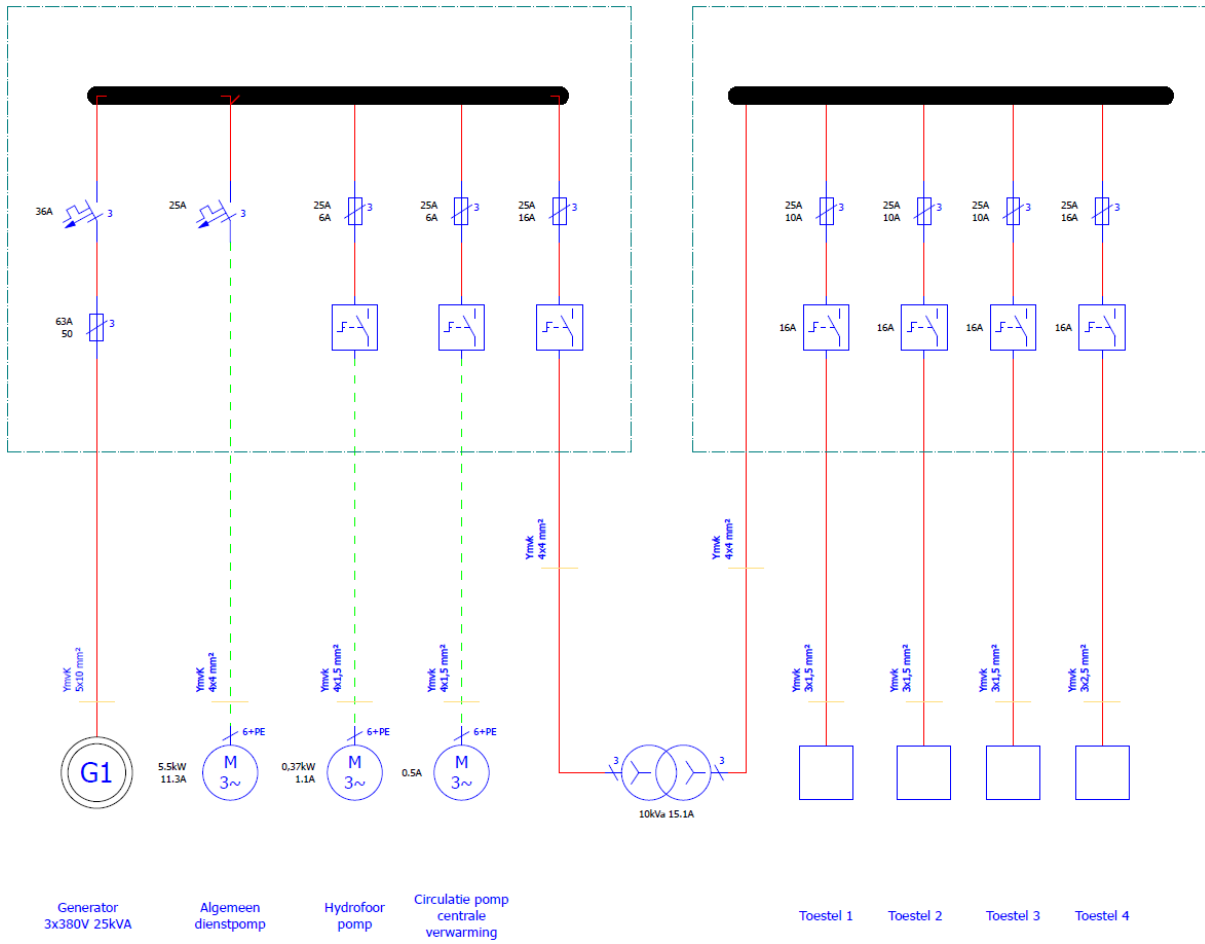 36A
3
25A
3
25A
6A
3
25A
6A
3
25A
16A
3
25A
10A
3
25A
10A
3
25A
10A
3
25A
16A
3
63A
50
3
16A
16A
16A
16A
Ymvk
4x4 mm²
Ymvk
4x4 mm²
YmvK
5x10 mm²
YmvK
4x4 mm²
Ymvk
4x1,5 mm²
Ymvk
4x1,5 mm²
Ymvk
3x1,5 mm²
Ymvk
3x1,5 mm²
Ymvk
3x1,5 mm²
Ymvk
3x2,5 mm²
6+PE
6+PE
6+PE
G1
5.5kW
11.3A
M
3~
0,37kW
1.1A
M
3~
0.5A
M
3~
3
3
10kVa 15.1A
Generator
3x380V 25kVA
Algemeen
dienstpomp
Hydrofoor
pomp
Circulatie pomp
centrale
verwarming
Toestel 1
Toestel 2
Toestel 3
Toestel 4